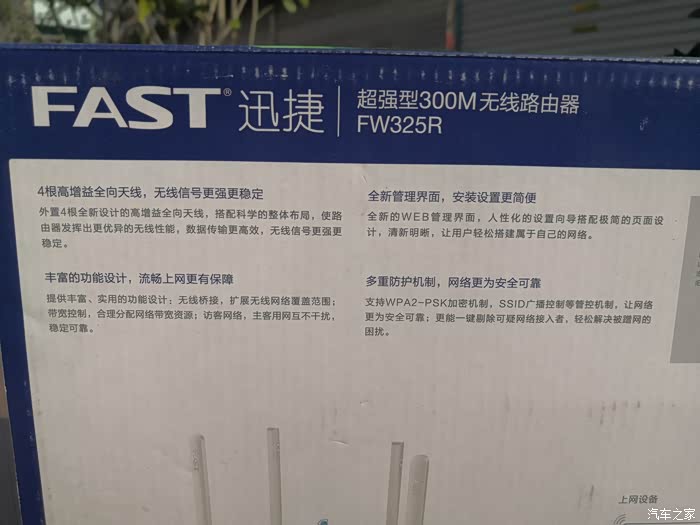 FAST® 迅捷
超强型300M无线路由器
FW325R
4根高增益全向天线，无线信号更强更稳定
外置4根全新设计的高增益全向天线，搭配科学的整体布局，使路
由器发挥出更优异的无线性能，数据传输更高效，无线信号更强更
稳定。
全新管理界面，安装设置更简便
全新的WEB管理界面，人性化的设置向导搭配极简的页面设
计，清新明晰，让用户轻松搭建属于自己的网络。
丰富的功能设计，流畅上网更有保障
提供丰富、实用的功能设计：无线桥接，扩展无线网络覆盖范围；
带宽控制，合理分配网络带宽资源；访客网络，主客用网互不干扰，
稳定可靠。
多重防护机制，网络更为安全可靠
支持WPA2-PSK加密机制，SSID广播控制等管控机制，让网络
更为安全可靠；更能一键剔除可疑网络接入者，轻松解决被蹭网的
困扰。
上网设备
汽车之家